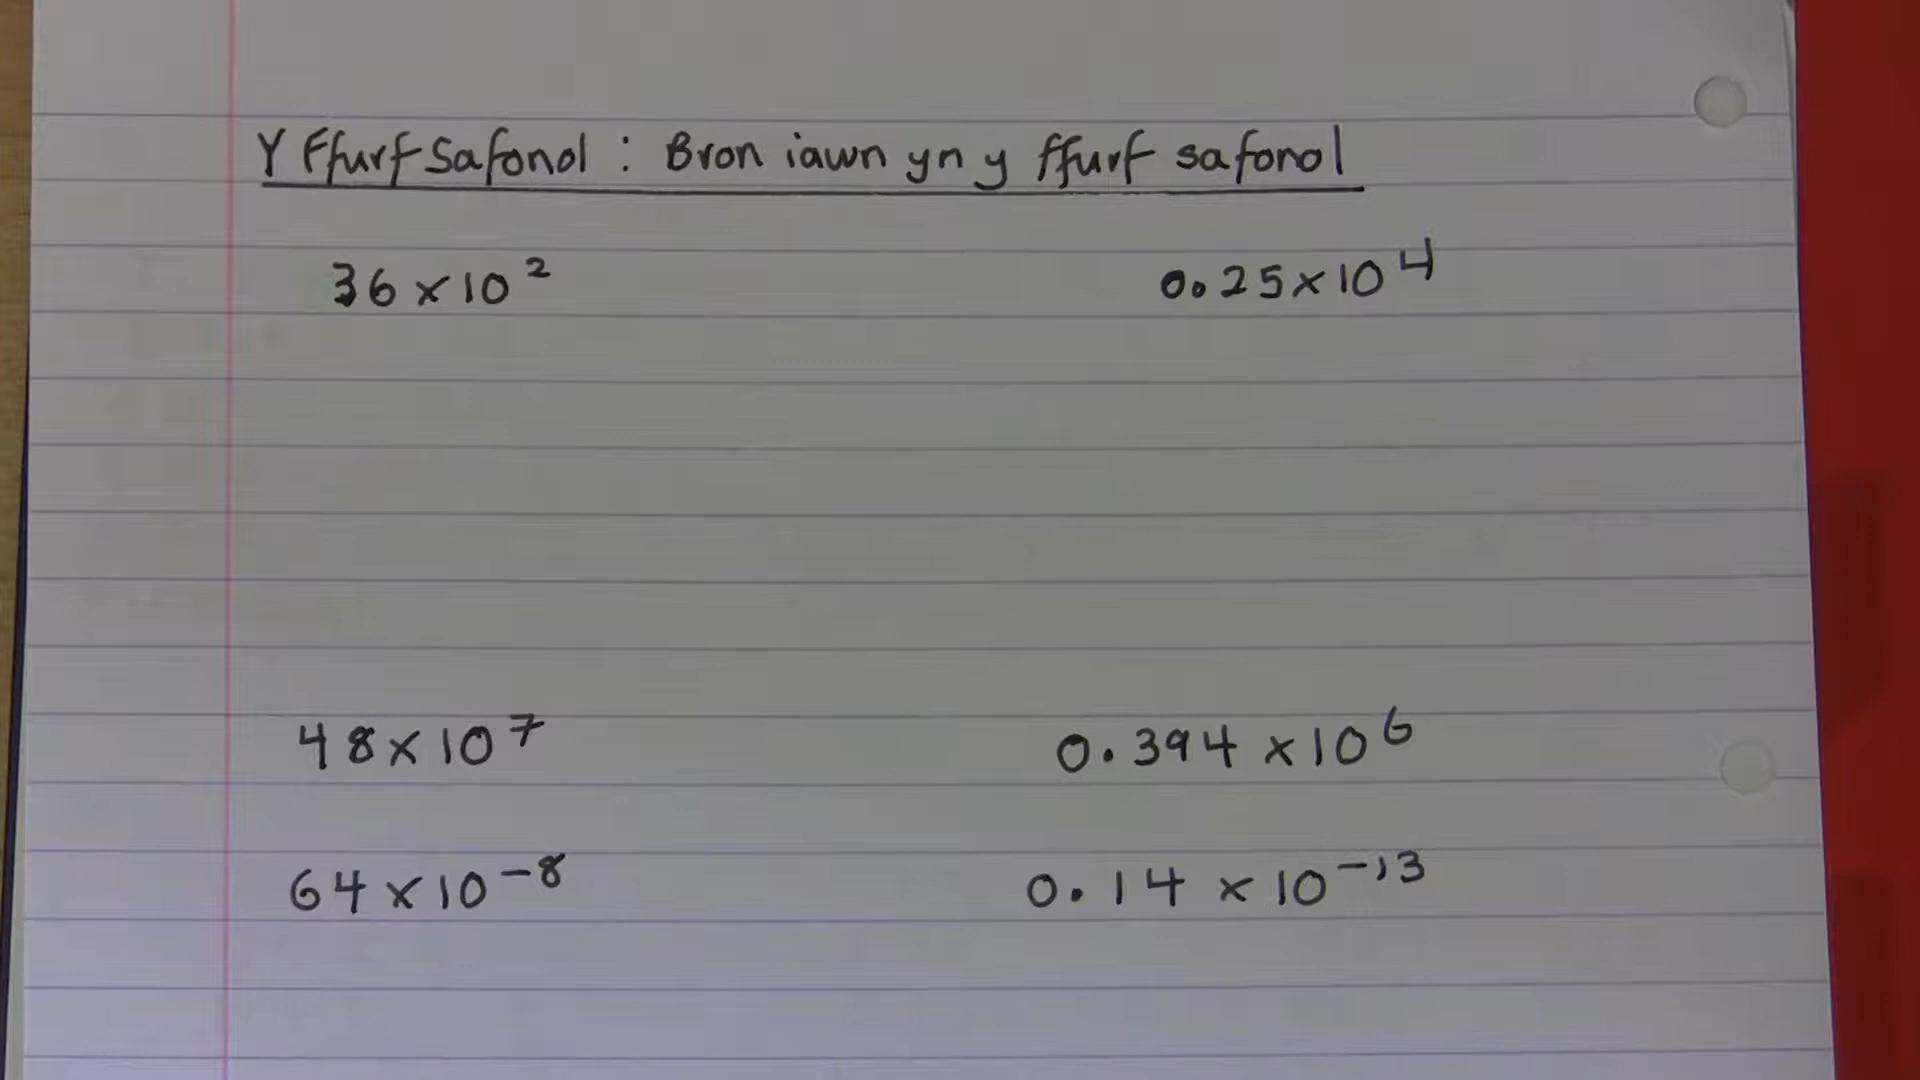 Y Ffurf Safonol : Bron iawn yn y ffurf safonol
36 × 10²
0.25 × 10⁴
48 × 10⁷
0.394 × 10⁶
64 × 10⁻⁸
0.14 × 10⁻¹³